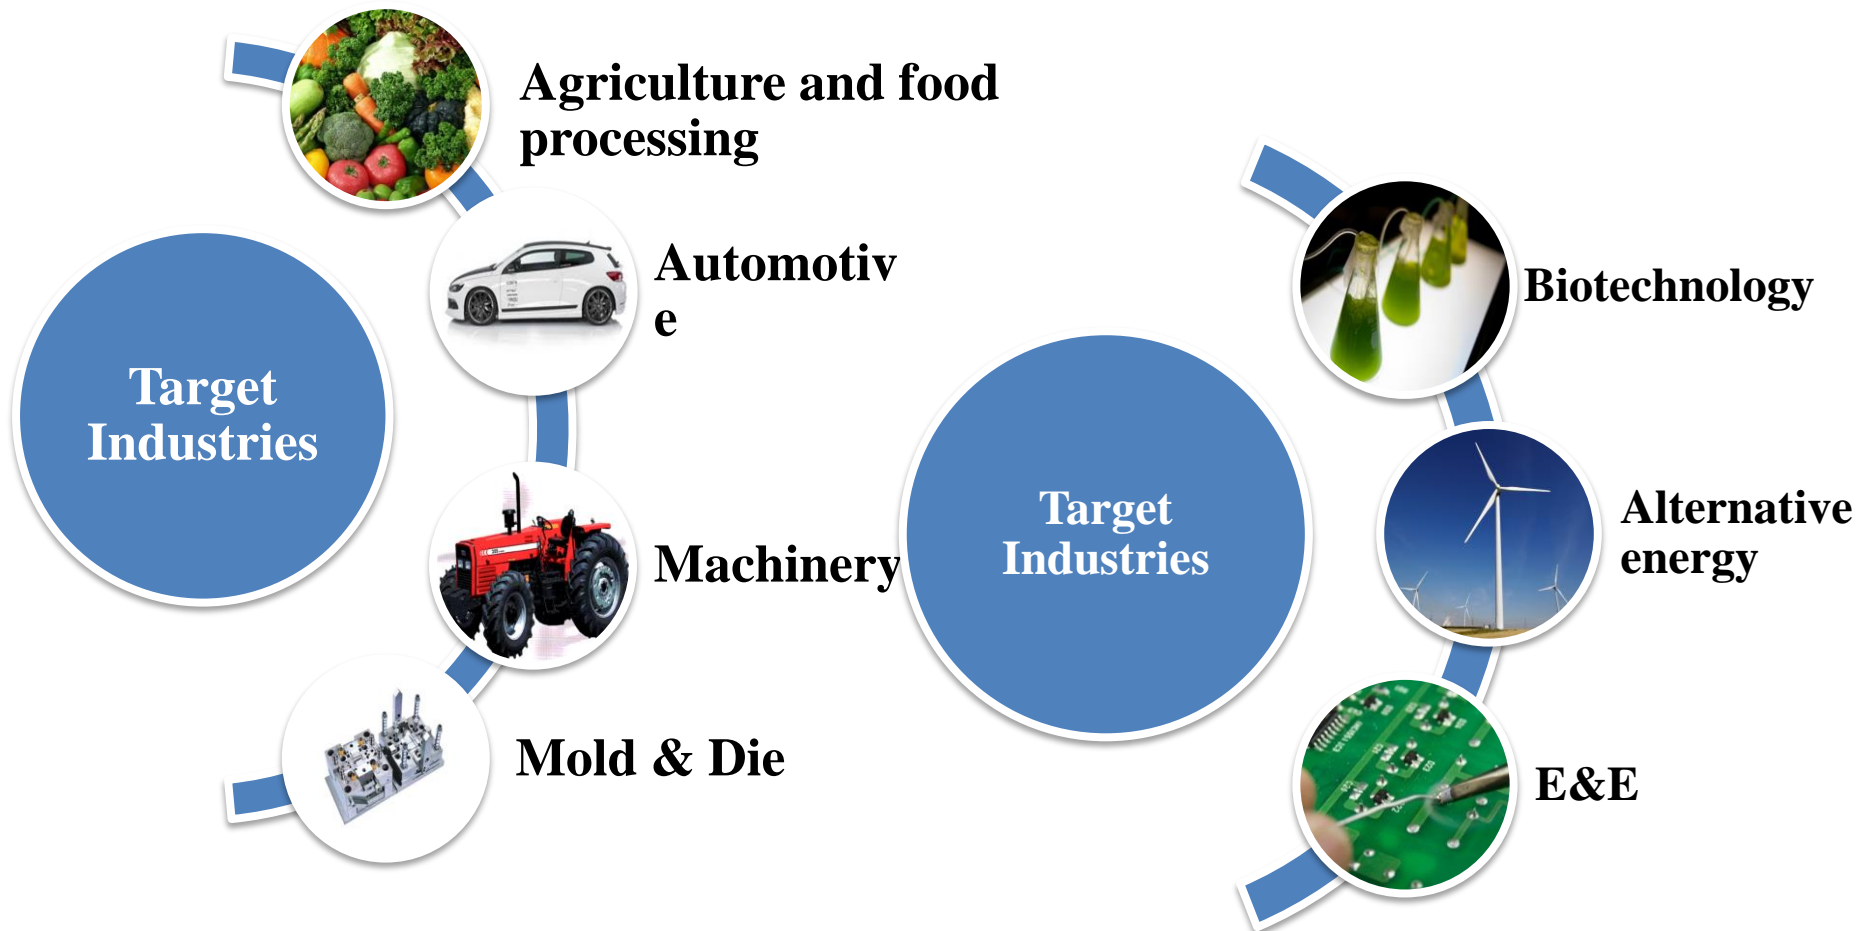 Agriculture and food
processing
Automotiv
e
Target
Industries
Machinery
Mold & Die
Biotechnology
Target
Industries
Alternative
energy
E&E